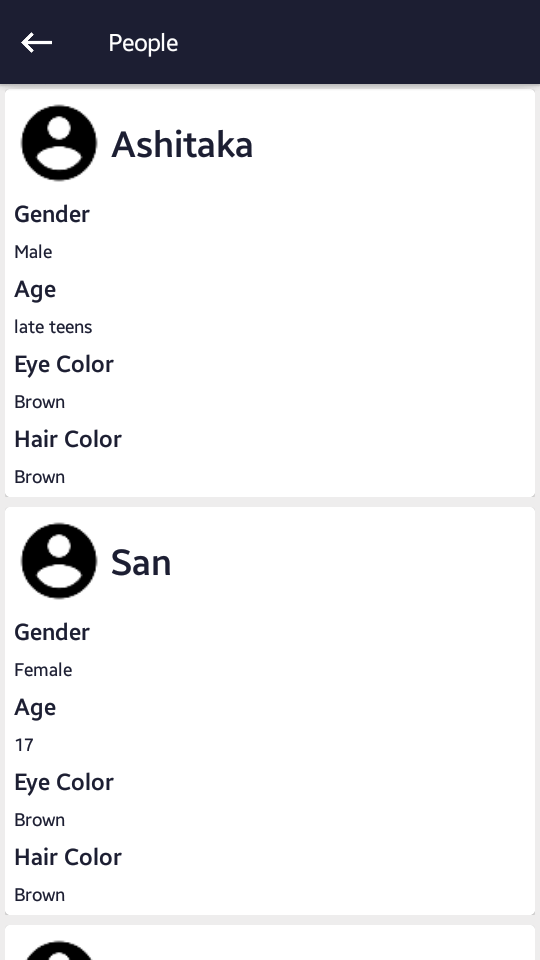 People
Ashitaka
Gender
Male
Age
late teens
Eye Color
Brown
Hair Color
Brown
San
Gender
Female
Age
17
Eye Color
Brown
Hair Color
Brown